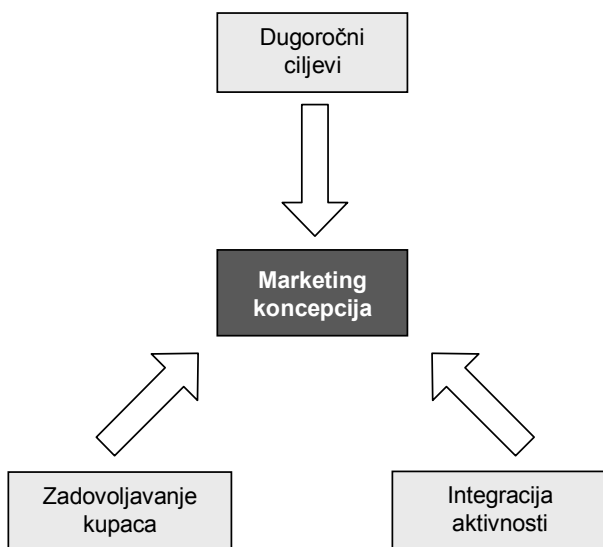 Dugoročni
ciljevi
Marketing
koncepcija
Zadovoljavanje
kupaca
Integracija
aktivnosti